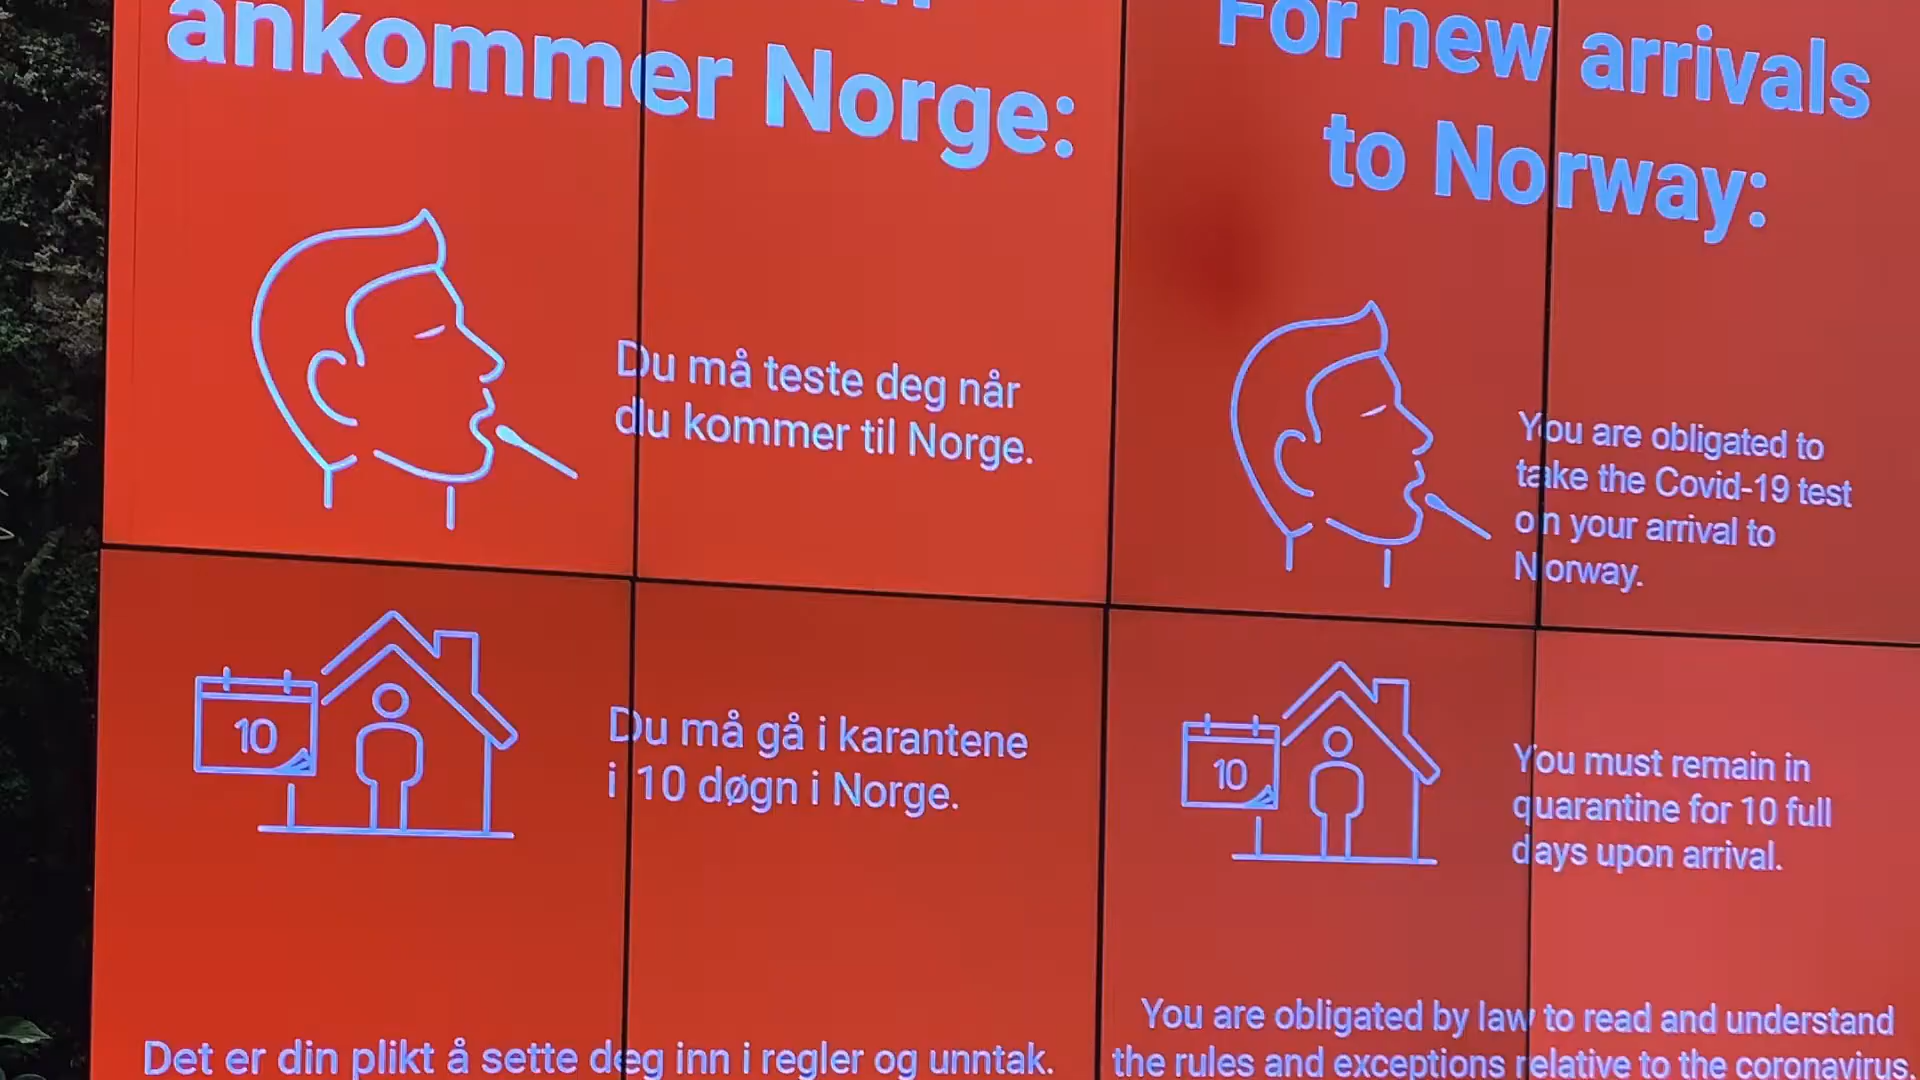 ankommer Norge:
Du må teste deg når
du kommer til Norge.
10
Du må gå i karantene
i 10 døgn i Norge.
Det er din plikt å sette deg inn i regler og unntak.
For new arrivals
to Norway:
You are obligated to
take the Covid-19 test
on your arrival to
Norway.
10
You must remain in
quarantine for 10 full
days upon arrival.
You are obligated by law to read and understand
the rules and exceptions relative to the coronavirus.